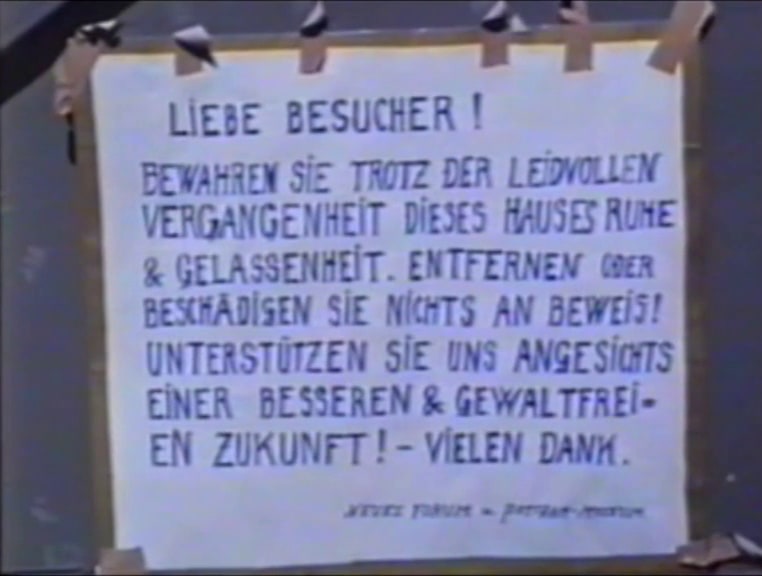 LIEBE BESUCHER!
BEWAHREN SIE TROTZ DER LEIDVOLLEN
VERGANGENHEIT DIESES HAUSES RUHE
& GELASSENHEIT. ENTFERNEN ODER
BESCHÄDIGEN SIE NICHTS AN BEWEIS!
UNTERSTÜTZEN SIE UNS ANGESICHTS
EINER BESSEREN & GEWALTFREI-
EN ZUKUNFT! - VIELEN DANK.
NEUES FORUM